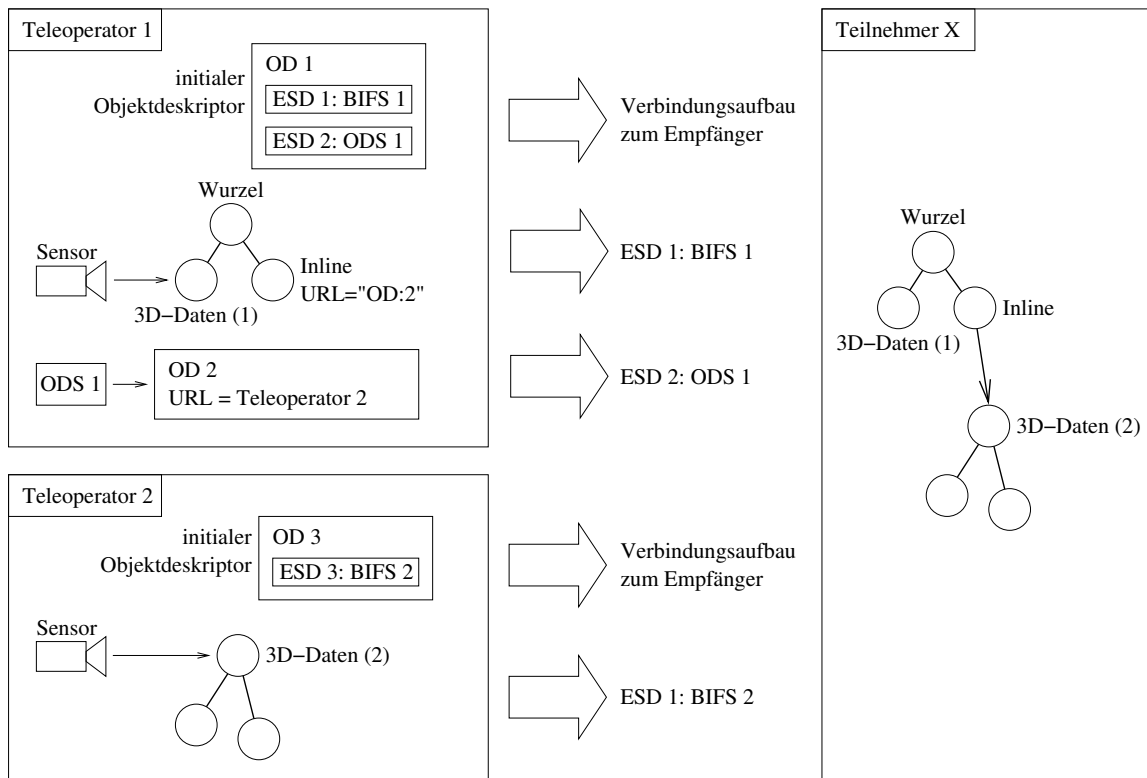 Teleoperator 1
initialer
Objektdeskriptor
OD 1
ESD 1: BIFS 1
ESD 2: ODS 1
Wurzel
Sensor
Inline
URL="OD:2"
3D−Daten (1)
ODS 1
OD 2
URL = Teleoperator 2
Verbindungsaufbau
zum Empfänger
ESD 1: BIFS 1
ESD 2: ODS 1
Teleoperator 2
initialer
Objektdeskriptor
OD 3
ESD 3: BIFS 2
Sensor
3D−Daten (2)
Verbindungsaufbau
zum Empfänger
ESD 1: BIFS 2
Teilnehmer X
Wurzel
Inline
3D−Daten (1)
3D−Daten (2)